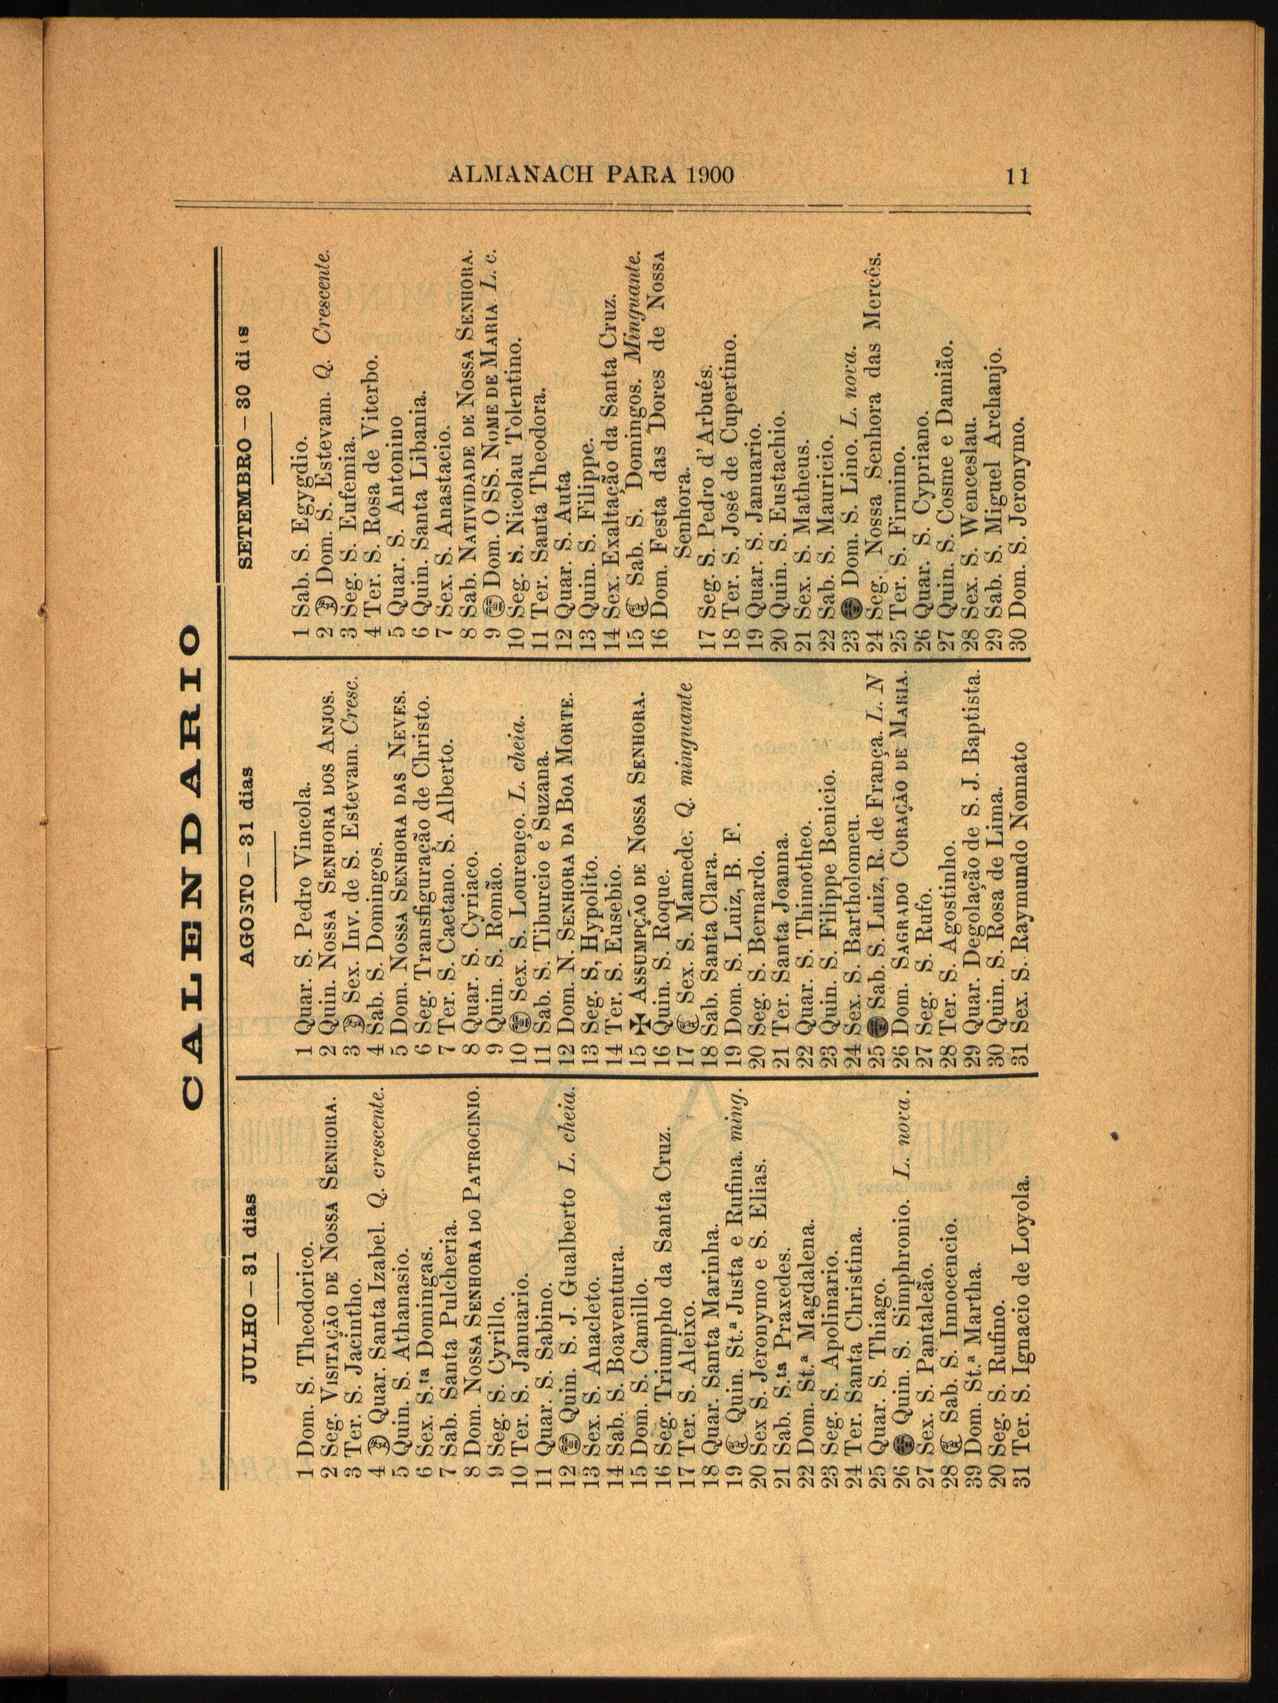 ALMANACH PARA 1900 11
CALENDARIO
JULHO—31 dias
1 Dom. S. Theodorico.
2 Seg. VISITAÇÃO DE NOSSA SENHORA.
3 Ter. S. Jacintho.
4 Quar. Santa Izabel. Q. crescente.
5 Quin. S. Athanasio.
6 Sex. S.ta Domingas.
7 Sab. Santa Pulcheria.
8 Dom. NOSSA SENHORA DO PATROCINIO.
9 Seg. S. Cyrillo.
10 Ter. S. Januario.
11 Quar. S. Sabino.
12 Quin. S. J. Gualberto L. cheia.
13 Sex. S. Anacleto.
14 Sab. S. Boaventura.
15 Dom. S. Camillo.
16 Seg. Triumpho da Santa Cruz.
17 Ter. S. Aleixo.
18 Quar. Santa Marinha.
19 Quin. St.ª Justa e Rufina. ming.
20 Sex S. Jeronymo e S. Elias.
21 Sab. S.ta Praxedes.
22 Dom. St.ª Magdalena.
23 Seg. S. Apolinario.
24 Ter. Santa Christina.
25 Quar. S. Thiago.
26 Quin. S. Simphronio. L. nova.
27 Sex. S. Pantaleão.
28 Sab. S. Innocencio.
39 Dom. St.ª Martha.
20 Seg. S. Rufino.
31 Ter. S. Ignacio de Loyola.
AGOSTO—31 dias
1 Quar. S. Pedro Vincola.
2 Quin. NOSSA SENHORA DOS ANJOS.
3 Sex. Inv. de S. Estevam. Cresc.
4 Sab. S. Domingos.
5 Dom. NOSSA SENHORA DAS NEVES.
6 Seg. Transfiguração de Christo.
7 Ter. S. Caetano. S. Alberto.
8 Quar. S. Cyriaco.
9 Quin. S. Romão.
10 Sex. S. Lourenço. L. cheia.
11 Sab. S. Tiburcio e Suzana.
12 Dom. N. SENHORA DA BOA MORTE.
13 Seg. S, Hypolito.
14 Ter. S. Eusebio.
15 ✠ ASSUMPÇÃO DE NOSSA SENHORA.
16 Quin. S. Roque.
17 Sex. S. Mamede. Q. minguante
18 Sab. Santa Clara.
19 Dom. S. Luiz, B. F.
20 Seg. S. Bernardo.
21 Ter. Santa Joanna.
22 Quar. S. Thimotheo.
23 Quin. S. Filippe Benicio.
24 Sex. S. Bartholomeu.
25 Sab. S. Luiz, R. de França. L. N
26 Dom. SAGRADO CORAÇÃO DE MARIA.
27 Seg. S. Rufo.
28 Ter. S. Agostinho.
29 Quar. Degolação de S. J. Baptista.
30 Quin. S. Rosa de Lima.
31 Sex. S. Raymundo Nonnato
SETEMBRO—30 dias
1 Sab. S. Egygdio.
2 Dom. S. Estevam. Q. Crescente.
3 Seg. S. Eufemia.
4 Ter. S. Rosa de Viterbo.
5 Quar. S. Antonino
6 Quin. Santa Libania.
7 Sex. S. Anastacio.
8 Sab. NATIVIDADE DE NOSSA SENHORA.
9 Dom. O SS. NOME DE MARIA L. c.
10 Seg. S. Nicolau Tolentino.
11 Ter. Santa Theodora.
12 Quar. S. Auta
13 Quin. S. Filippe.
14 Sex. Exaltação da Santa Cruz.
15 Sab. S. Domingos. Minguante.
16 Dom. Festa das Dores de NOSSA
Senhora.
17 Seg. S. Pedro d'Arbués.
18 Ter. S. José de Cupertino.
19 Quar. S. Januario.
20 Quin. S. Eustachio.
21 Sex. S. Matheus.
22 Sab. S. Mauricio.
23 Dom. S. Lino. L. nova.
24 Seg. Nossa Senhora das Mercês.
25 Ter. S. Firmino.
26 Quar. S. Cypriano.
27 Quin. S. Cosme e Damião.
28 Sex. S. Wenceslau.
29 Sab. S. Miguel Archanjo.
30 Dom. S. Jeronymo.